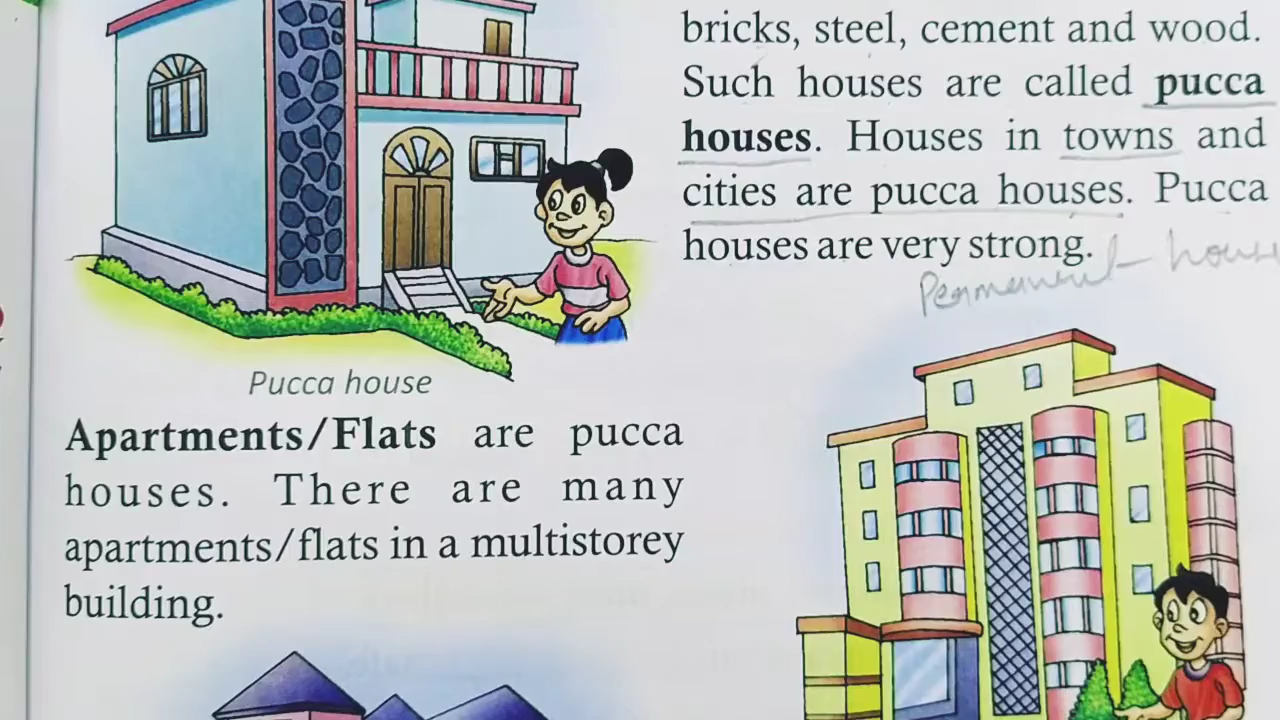 bricks, steel, cement and wood.
Such houses are called pucca
houses. Houses in towns and
cities are pucca houses. Pucca
houses are very strong.
Pucca house
Apartments/Flats are pucca
houses. There are many
apartments/flats in a multistorey
building.